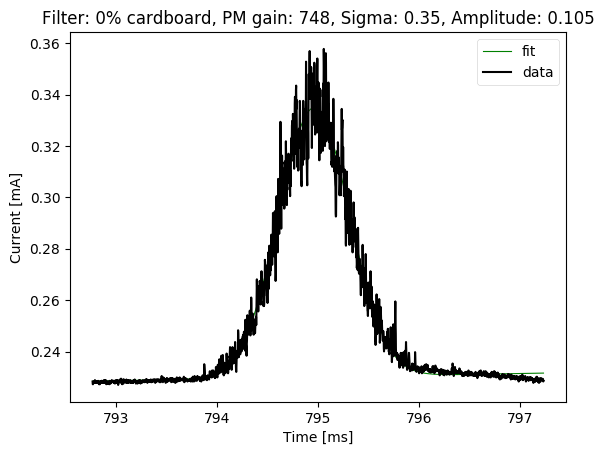 Filter: 0% cardboard, PM gain: 748, Sigma: 0.35, Amplitude: 0.105
fit
data
0.36
0.34
0.32
0.30
0.28
0.26
0.24
Current [mA]
793 794 795 796 797
Time [ms]